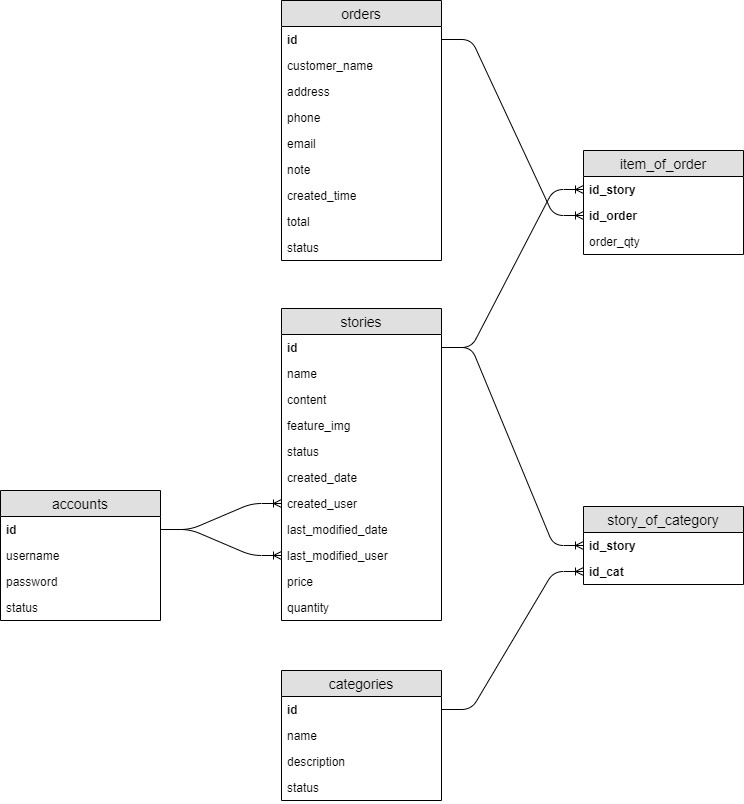 orders
id
customer_name
address
phone
email
note
created_time
total
status
item_of_order
id_story
id_order
order_qty
stories
id
name
content
feature_img
status
created_date
created_user
last_modified_date
last_modified_user
price
quantity
accounts
id
username
password
status
story_of_category
id_story
id_cat
categories
id
name
description
status